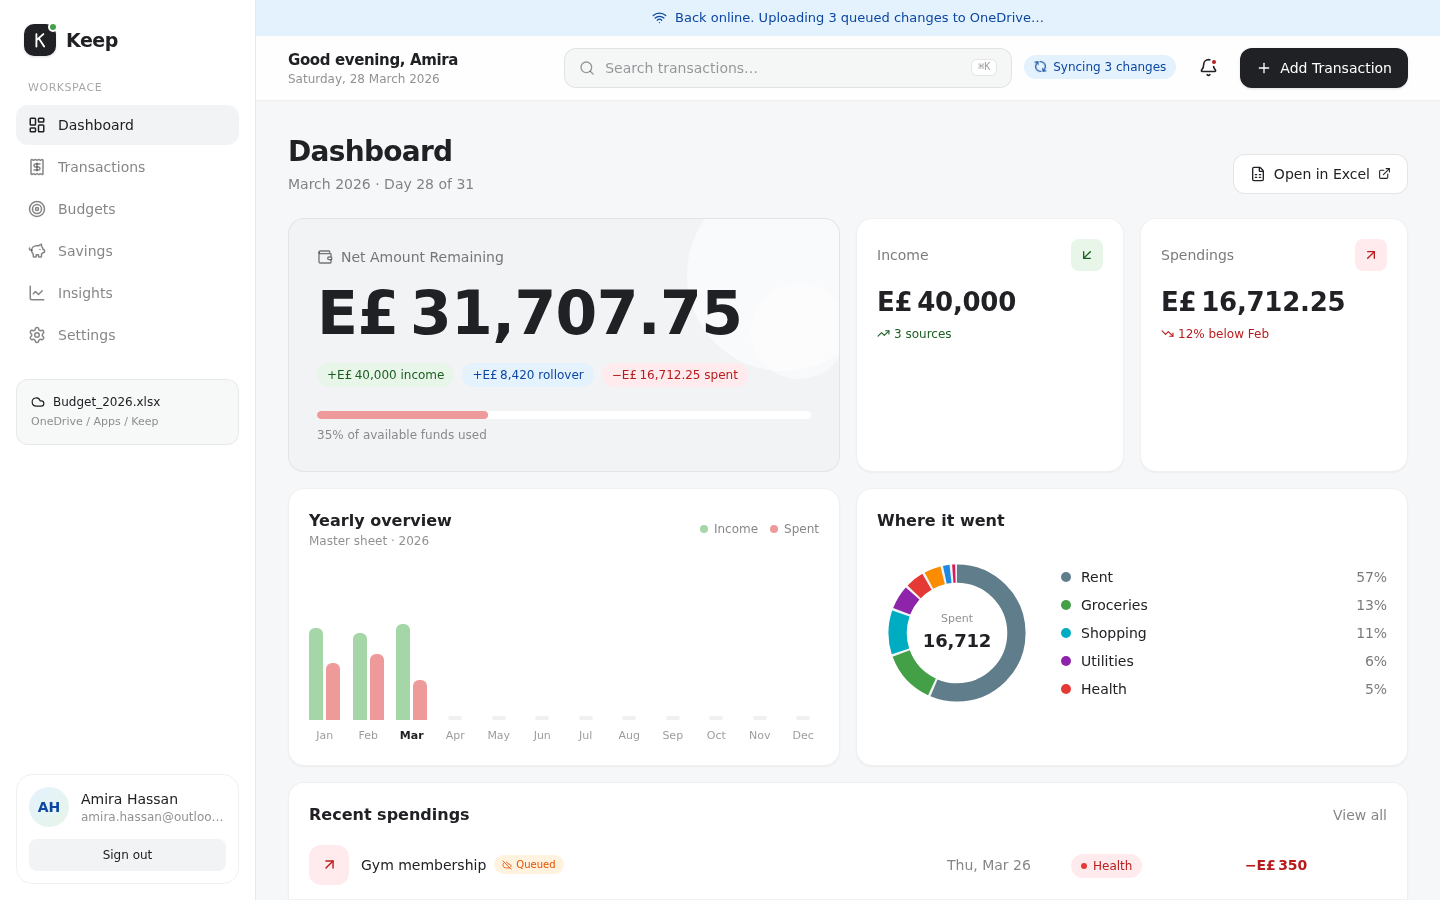 Keep
WORKSPACE
Dashboard
Transactions
Budgets
Savings
Insights
Settings
Budget_2026.xlsx
OneDrive / Apps / Keep
AH
Amira Hassan
amira.hassan@outloo…
Sign out
Back online. Uploading 3 queued changes to OneDrive…
Good evening, Amira
Saturday, 28 March 2026
Search transactions…
⌘K
Syncing 3 changes
Add Transaction
Dashboard
March 2026 · Day 28 of 31
Open in Excel
Net Amount Remaining
E£ 31,707.75
+E£ 40,000 income
+E£ 8,420 rollover
−E£ 16,712.25 spent
35% of available funds used
Income
E£ 40,000
3 sources
Spendings
E£ 16,712.25
12% below Feb
Yearly overview
Master sheet · 2026
Income
Spent
Jan Feb Mar Apr May Jun Jul Aug Sep Oct Nov Dec
Where it went
Spent
16,712
Rent 57%
Groceries 13%
Shopping 11%
Utilities 6%
Health 5%
Recent spendings
View all
Gym membership Queued Thu, Mar 26 Health −E£ 350